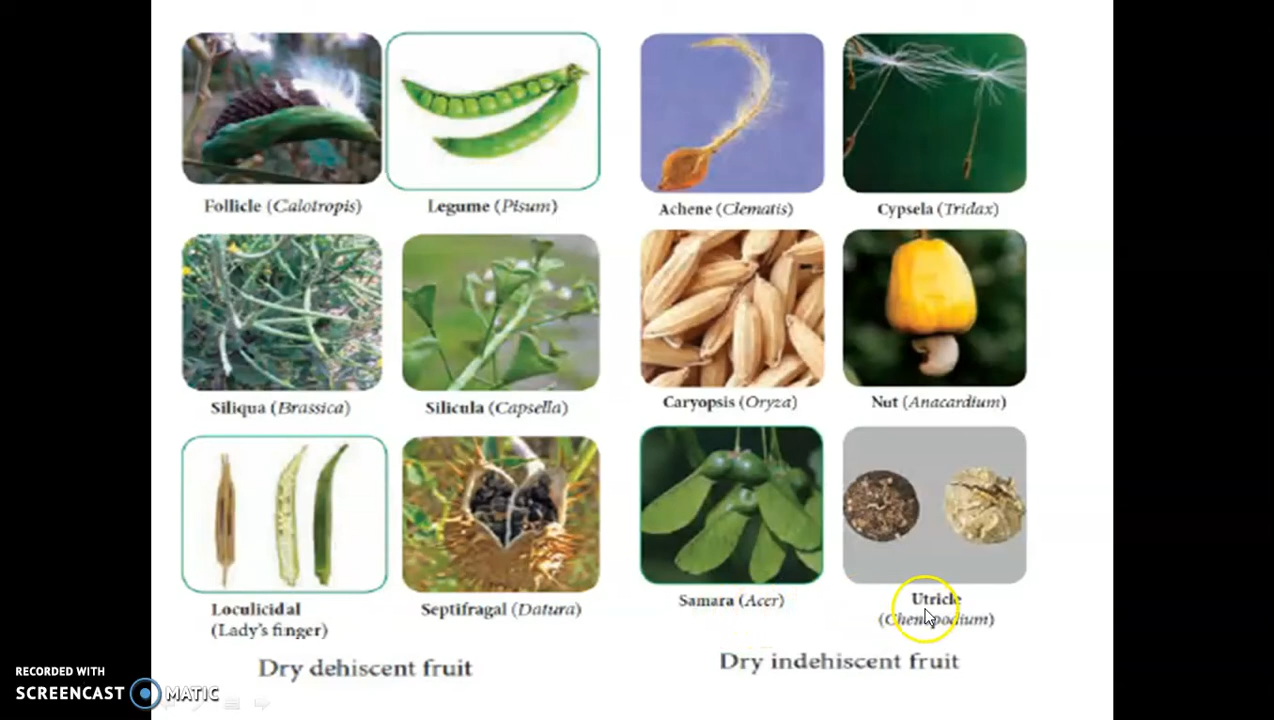 Follicle (Calotropis)
Legume (Pisum)
Achene (Clematis)
Cypsela (Tridax)
Siliqua (Brassica)
Silicula (Capsella)
Caryopsis (Oryza)
Nut (Anacardium)
Loculicidal
(Lady's finger)
Septifragal (Datura)
Samara (Acer)
Utricle
(Chenopodium)
Dry dehiscent fruit
Dry indehiscent fruit
RECORDED WITH
SCREENCAST MATIC